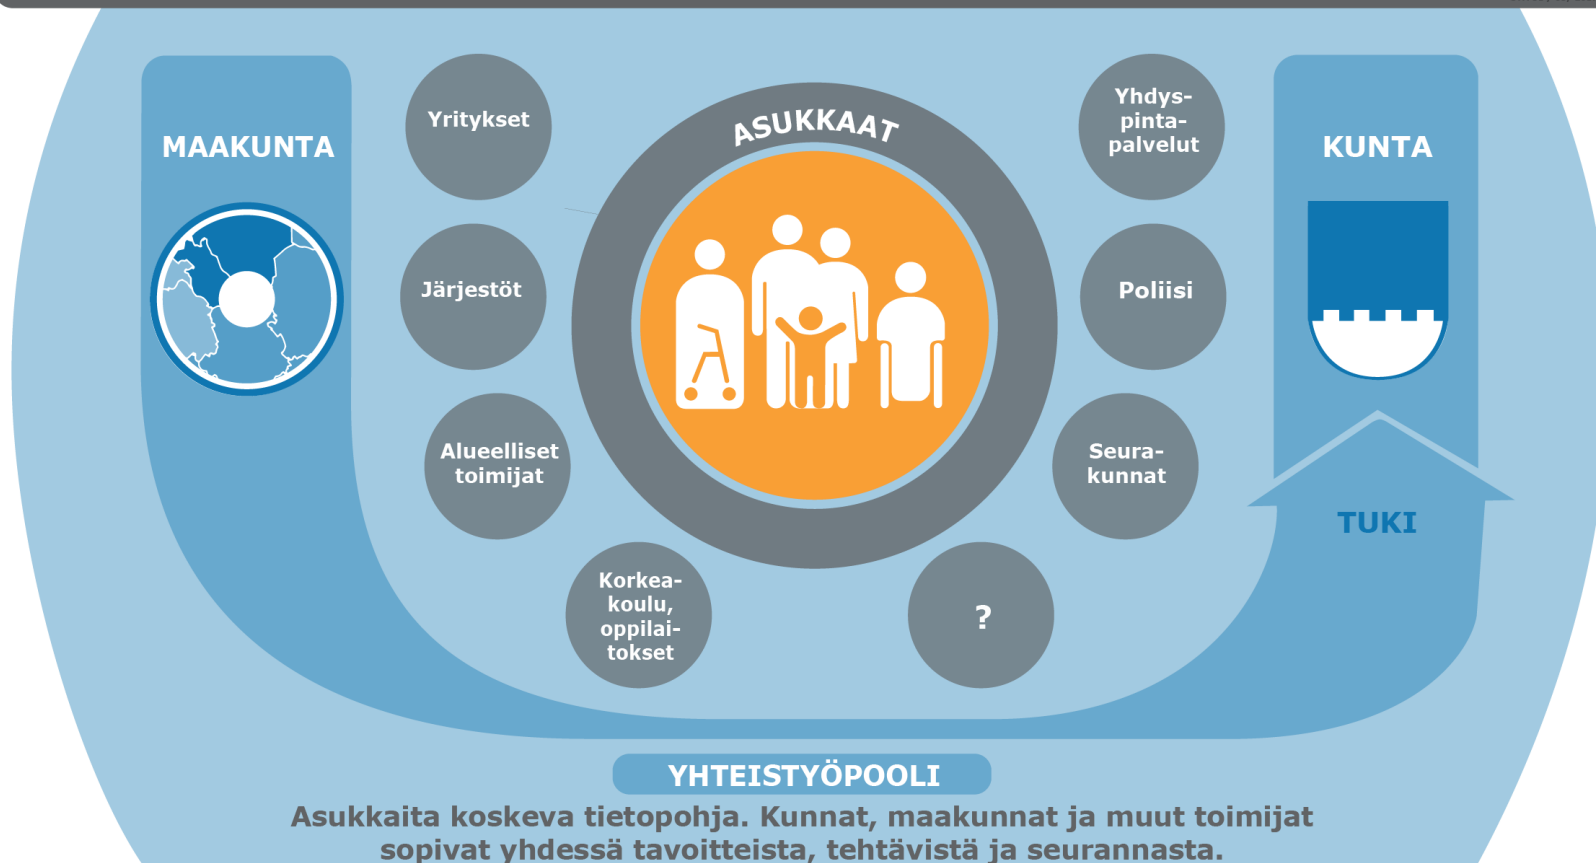 MAAKUNTA
Yritykset
Järjestöt
Alueelliset
toimijat
Korkea-
koulu,
oppilai-
tokset
ASUKKAAT
?
Yhdys-
pinta-
palvelut
Poliisi
Seura-
kunnat
KUNTA
TUKI
YHTEISTYÖPOOLI
Asukkaita koskeva tietopohja. Kunnat, maakunnat ja muut toimijat
sopivat yhdessä tavoitteista, tehtävistä ja seurannasta.